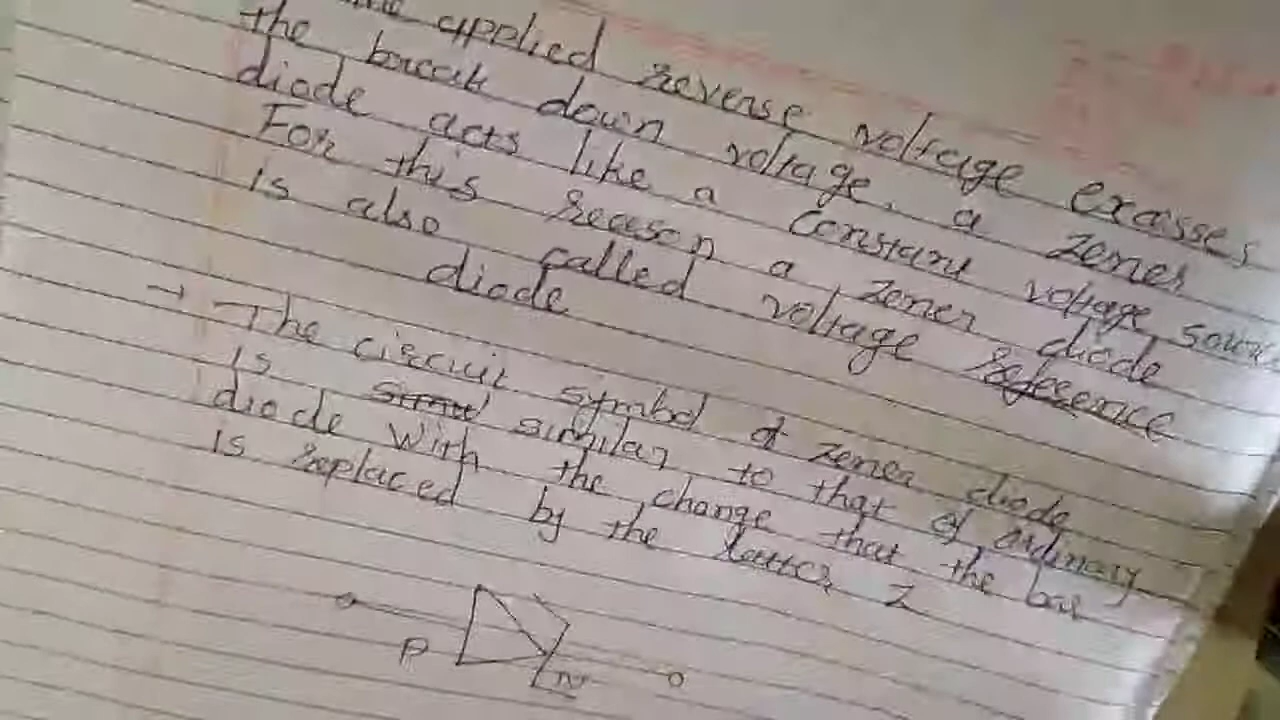 the applied reverse voltage exasses
the break down voltage, a zener
diode acts like a constant voltage source
For this reason a zener diode
is also called voltage reference
diode
→ The circuit symbol of zener diode
is similar to that of ordinary
diode with the change that the bar
is replaced by the latter Z
P
N